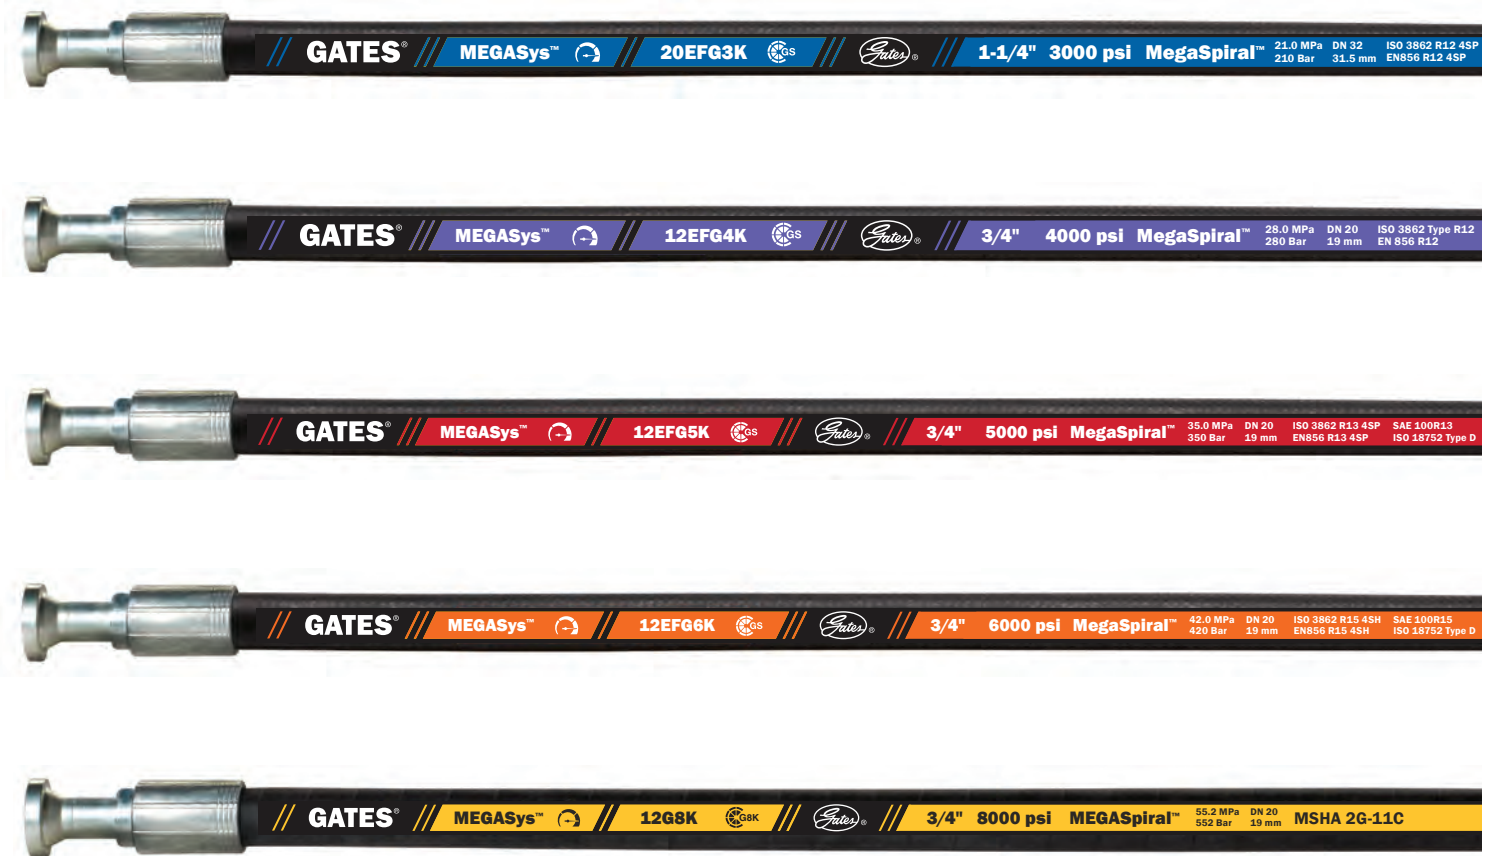 // GATES® /// MEGASys™ // 20EFG3K GS /// Gates® /// 1-1/4" 3000 psi MegaSpiral™ 21.0 MPa DN 32 ISO 3862 R12 4SP
210 Bar 31.5 mm EN856 R12 4SP
// GATES® /// MEGASys™ // 12EFG4K GS /// Gates® /// 3/4" 4000 psi MegaSpiral™ 28.0 MPa DN 20 ISO 3862 Type R12
280 Bar 19 mm EN 856 R12
// GATES® /// MEGASys™ // 12EFG5K GS /// Gates® /// 3/4" 5000 psi MegaSpiral™ 35.0 MPa DN 20 ISO 3862 R13 4SP SAE 100R13
350 Bar 19 mm EN856 R13 4SP ISO 18752 Type D
// GATES® /// MEGASys™ // 12EFG6K GS /// Gates® /// 3/4" 6000 psi MegaSpiral™ 42.0 MPa DN 20 ISO 3862 R15 4SH SAE 100R15
420 Bar 19 mm EN856 R15 4SH ISO 18752 Type D
// GATES® /// MEGASys™ // 12G8K G8K /// Gates® /// 3/4" 8000 psi MEGASpiral™ 55.2 MPa DN 20 MSHA 2G-11C
552 Bar 19 mm